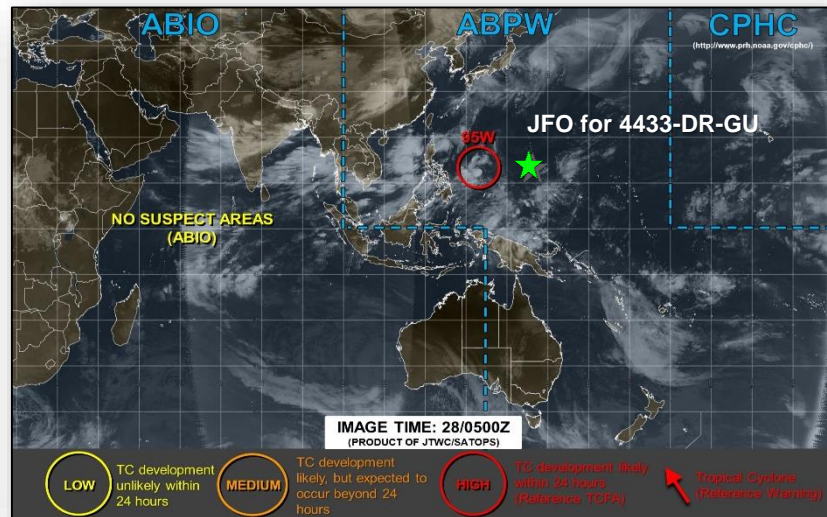 ABIO
ABPW
CPHC
(http://www.prh.noaa.gov/cphc/)
JFO for 4433-DR-GU
95W
NO SUSPECT AREAS
(ABIO)
IMAGE TIME: 28/0500Z
(PRODUCT OF JTWC/SATOPS)
LOW
TC development
unlikely within
24 hours
MEDIUM
TC development
likely, but expected to
occur beyond 24
hours
HIGH
TC development likely
within 24 hours
(Reference TCFA)
Tropical Cyclone
(Reference Warning)